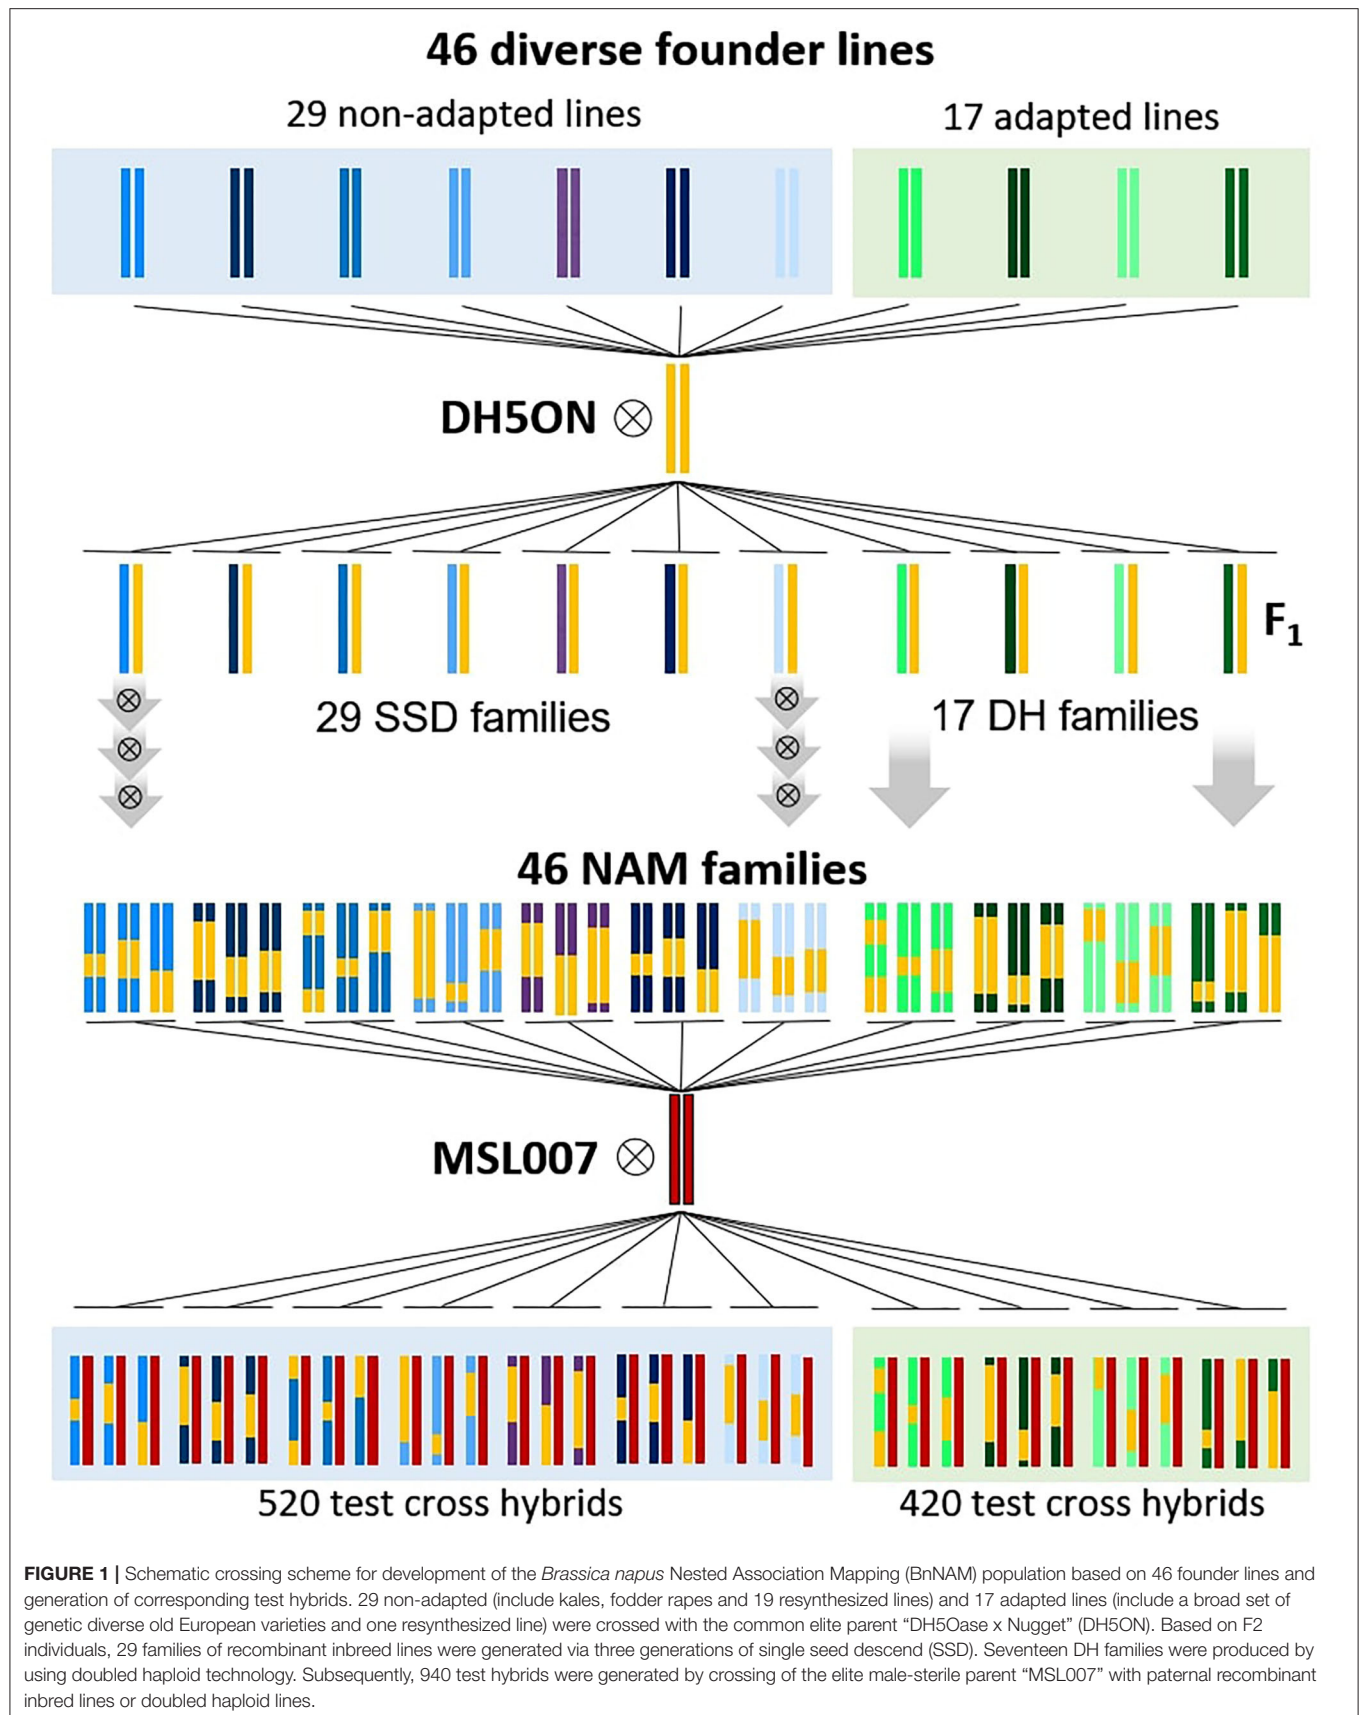 46 diverse founder lines
29 non-adapted lines
17 adapted lines
DH5ON
F1
29 SSD families
17 DH families
46 NAM families
MSL007
520 test cross hybrids
420 test cross hybrids
FIGURE 1 | Schematic crossing scheme for development of the Brassica napus Nested Association Mapping (BnNAM) population based on 46 founder lines and
generation of corresponding test hybrids. 29 non-adapted (include kales, fodder rapes and 19 resynthesized lines) and 17 adapted lines (include a broad set of
genetic diverse old European varieties and one resynthesized line) were crossed with the common elite parent “DH5Oase x Nugget” (DH5ON). Based on F2
individuals, 29 families of recombinant inbreed lines were generated via three generations of single seed descend (SSD). Seventeen DH families were produced by
using doubled haploid technology. Subsequently, 940 test hybrids were generated by crossing of the elite male-sterile parent “MSL007” with paternal recombinant
inbred lines or doubled haploid lines.